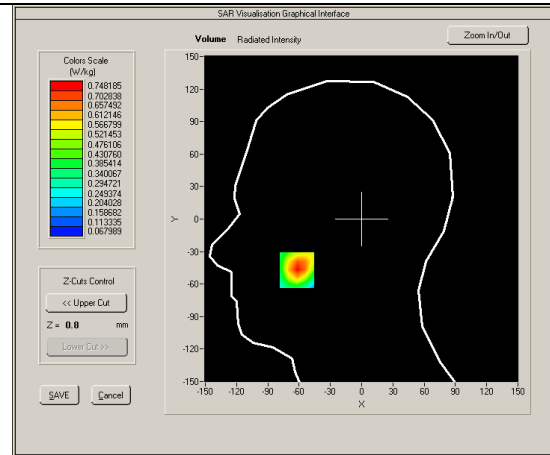 SAR Visualisation Graphical Interface
Volume Radiated Intensity
Zoom In/Out
Colors Scale
(W/kg)
0.748185
0.702838
0.657492
0.612146
0.566799
0.521453
0.476106
0.430760
0.385414
0.340067
0.294721
0.249374
0.204028
0.158682
0.113335
0.067989
Z-Cuts Control
<< Upper Cut
Z = 0.8 mm
Lower Cut >>
SAVE Cancel
150-
120-
90-
60-
30-
Y 0-
-30-
-60-
-90-
-120-
-150-
-150 -120 -90 -60 -30 0 30 60 90 120 150
X